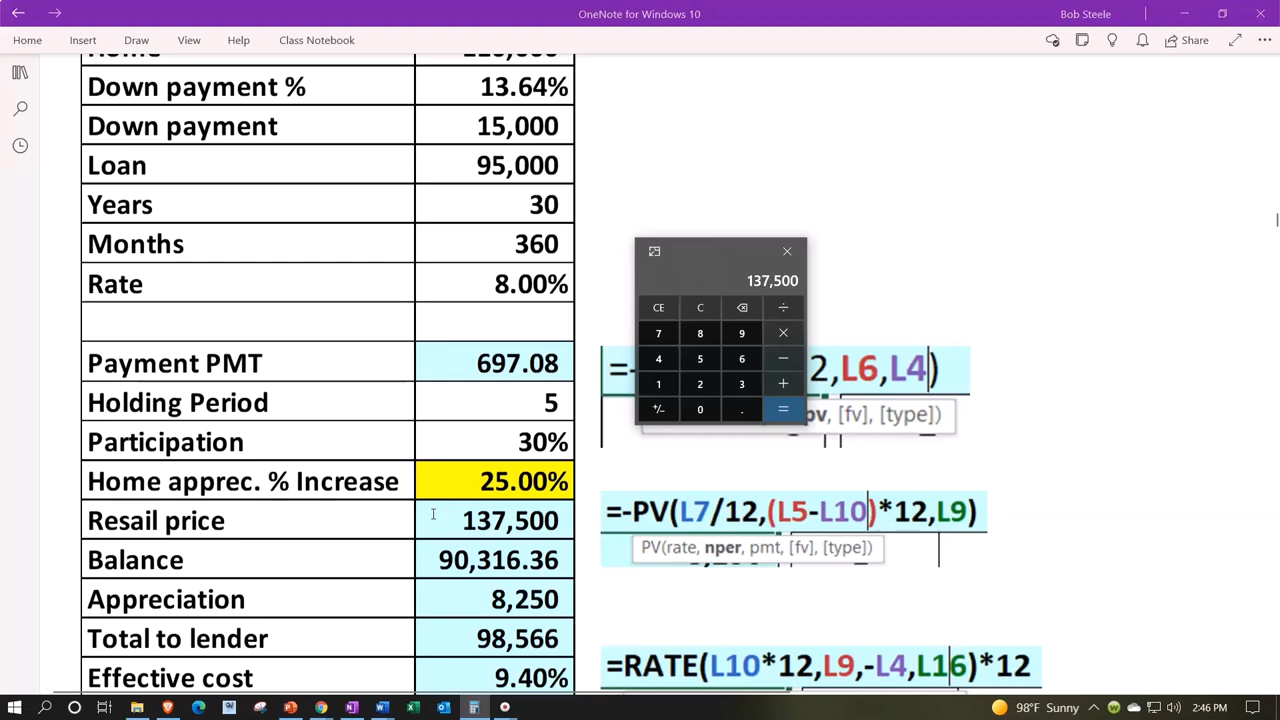 OneNote for Windows 10
Bob Steele
Home Insert Draw View Help Class Notebook
Share
Down payment % 13.64%
Down payment 15,000
Loan 95,000
Years 30
Months 360
Rate 8.00%
137,500
CE C ÷
7 8 9 ×
4 5 6 −
1 2 3 +
+/− 0 . =
Payment PMT 697.08
=-
2,L6,L4)
Holding Period 5
pv, [fv], [type])
Participation 30%
Home apprec. % Increase 25.00%
Resail price 137,500
=-PV(L7/12,(L5-L10)*12,L9)
PV(rate, nper, pmt, [fv], [type])
Balance 90,316.36
Appreciation 8,250
Total to lender 98,566
Effective cost 9.40%
=RATE(L10*12,L9,-L4,L16)*12
98°F Sunny
2:46 PM